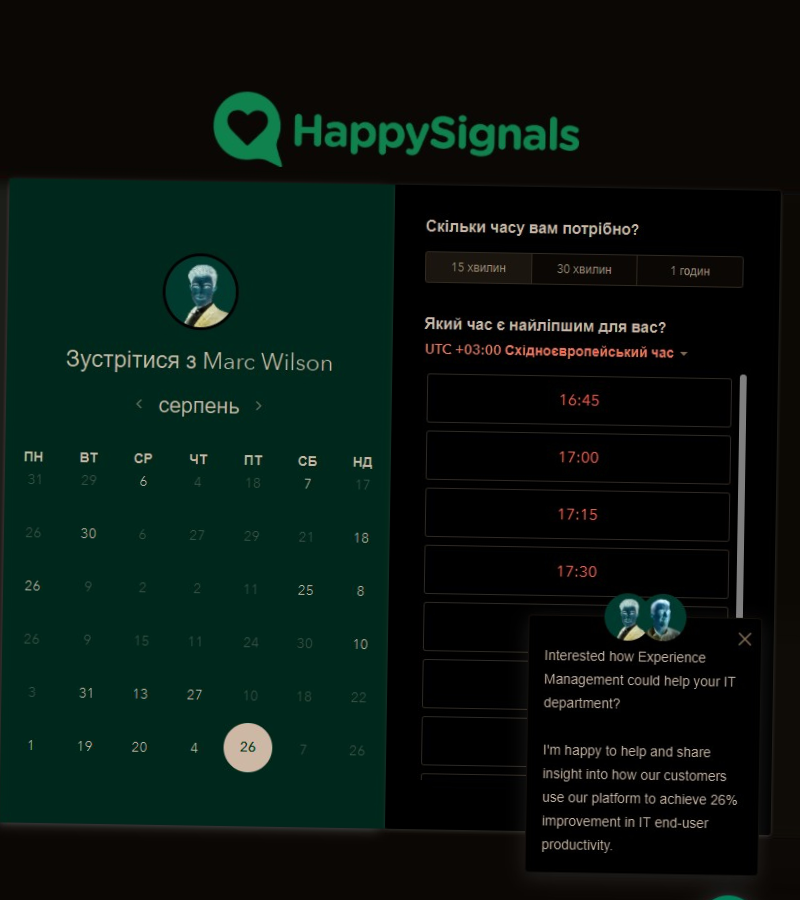 HappySignals
Зустрітися з Marc Wilson
серпень
ПН ВТ СР ЧТ ПТ СБ НД
31 29 6 4 18 7 17
26 30 6 27 29 21 18
26 9 2 2 11 25 8
26 9 15 11 24 30 10
3 31 13 27 10 18 22
1 19 20 4 26 7 26
Скільки часу вам потрібно?
15 хвилин 30 хвилин 1 годин
Який час є найліпшим для вас?
UTC +03:00 Східноєвропейський час
16:45
17:00
17:15
17:30
Interested how Experience
Management could help your IT
department?
I'm happy to help and share
insight into how our customers
use our platform to achieve 26%
improvement in IT end-user
productivity.